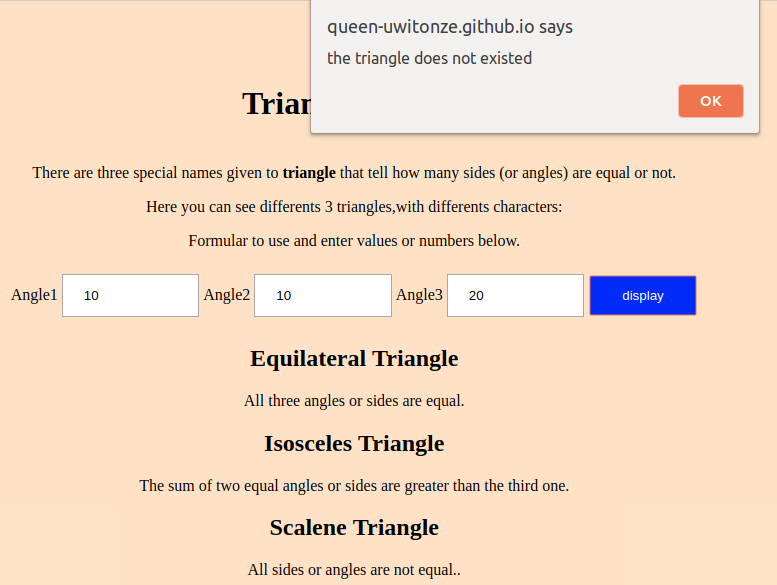 queen-uwitonze.github.io says
the triangle does not existed
OK
There are three special names given to triangle that tell how many sides (or angles) are equal or not.
Here you can see differents 3 triangles,with differents characters:
Formular to use and enter values or numbers below.
Angle1 10 Angle2 10 Angle3 20 display
Equilateral Triangle
All three angles or sides are equal.
Isosceles Triangle
The sum of two equal angles or sides are greater than the third one.
Scalene Triangle
All sides or angles are not equal..